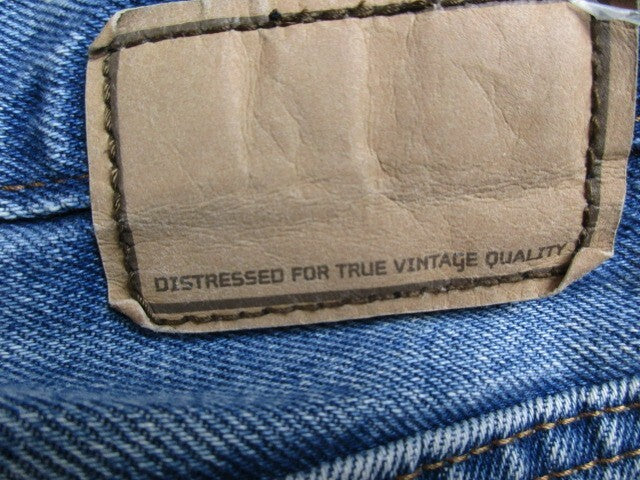 DISTRESSED FOR TRUE VINTAGE QUALITY